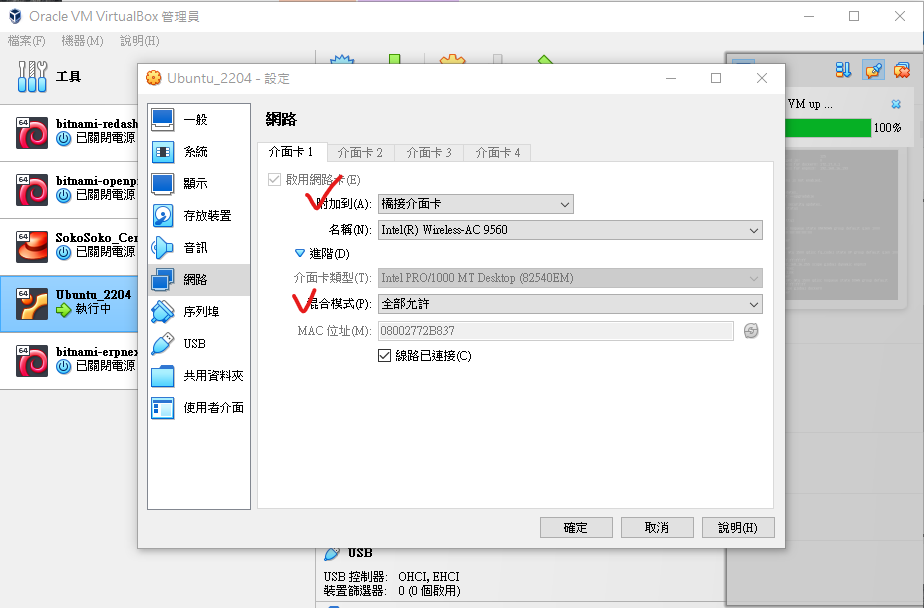 Oracle VM VirtualBox 管理員
檔案(F) 機器(M) 說明(H)
工具
64
bitnami-redash
已關閉電源
64
bitnami-openp
已關閉電源
64
SokoSoko_Cen
已關閉電源
64
Ubuntu_2204
執行中
64
bitnami-erpnex
已關閉電源
Ubuntu_2204 - 設定
一般
系統
顯示
存放裝置
音訊
網路
序列埠
USB
共用資料夾
使用者介面
網路
介面卡 1 介面卡 2 介面卡 3 介面卡 4
啟用網路卡(E)
附加到(A): 橋接介面卡
名稱(N): Intel(R) Wireless-AC 9560
進階(D)
介面卡類型(T): Intel PRO/1000 MT Desktop (82540EM)
混合模式(P): 全部允許
MAC 位址(M): 08002772B837
線路已連接(C)
確定 取消 說明(H)
VM up ...
100%
USB
USB 控制器: OHCI, EHCI
裝置篩選器: 0 (0 個啟用)